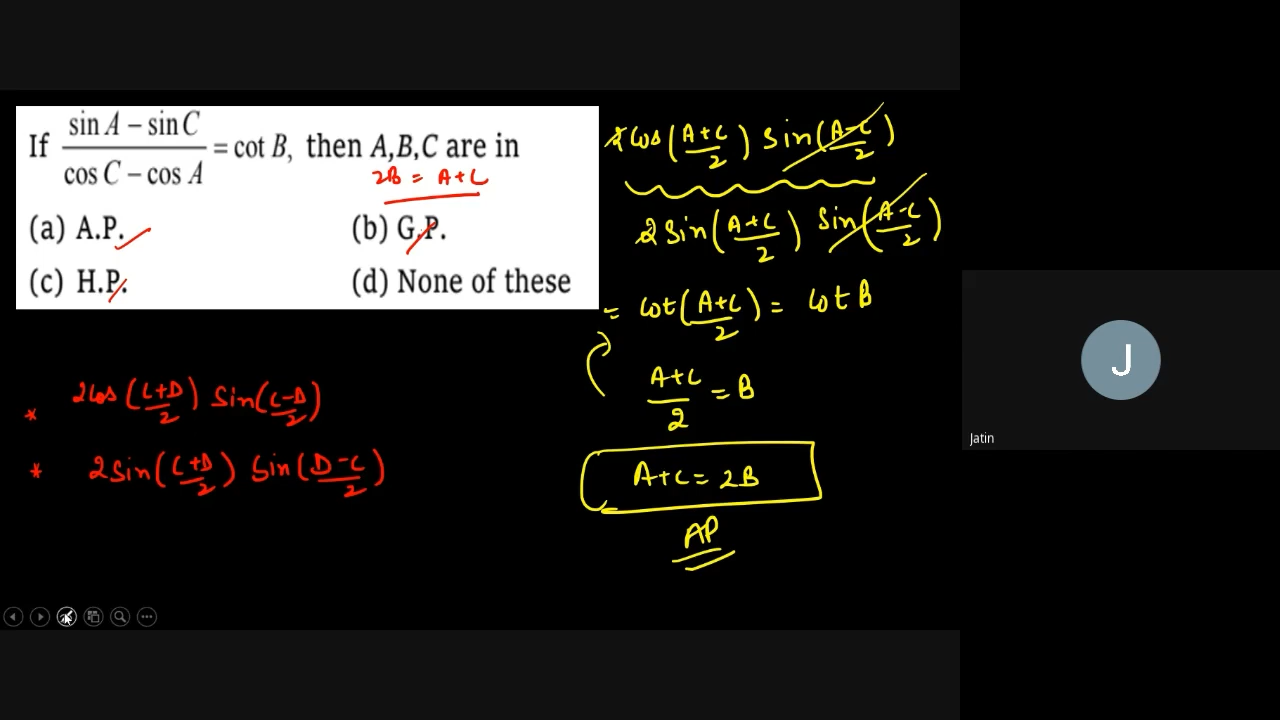 If (sin A − sin C)/(cos C − cos A) = cot B, then A,B,C are in
2B = A+C
(a) A.P.
(b) G.P.
(c) H.P.
(d) None of these
* 2cos((C+D)/2) sin((C−D)/2)
* 2sin((C+D)/2) sin((D−C)/2)
2cos((A+C)/2) sin((A−C)/2)
2sin((A+C)/2) sin((A−C)/2)
= cot((A+C)/2) = cot B
(A+C)/2 = B
A+C = 2B
AP
J
Jatin